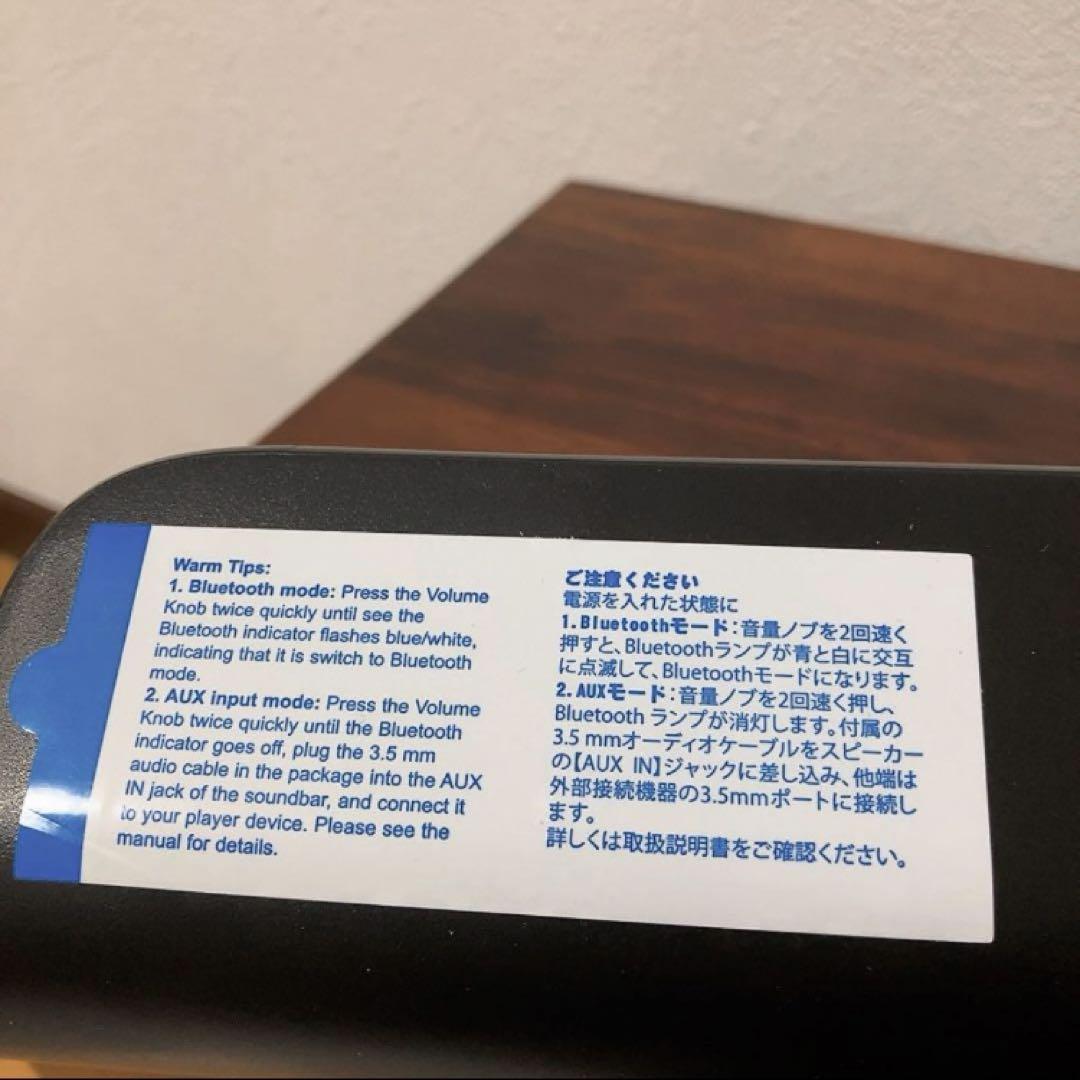 Warm Tips:
1. Bluetooth mode: Press the Volume
Knob twice quickly until see the
Bluetooth indicator flashes blue/white,
indicating that it is switch to Bluetooth
mode.
2. AUX input mode: Press the Volume
Knob twice quickly until the Bluetooth
indicator goes off, plug the 3.5 mm
audio cable in the package into the AUX
IN jack of the soundbar, and connect it
to your player device. Please see the
manual for details.
ご注意ください
電源を入れた状態に
1.Bluetoothモード:音量ノブを2回速く
押すと、Bluetoothランプが青と白に交互
に点滅して、Bluetoothモードになります。
2.AUXモード:音量ノブを2回速く押し、
Bluetooth ランプが消灯します。付属の
3.5 mmオーディオケーブルをスピーカー
の【AUX IN】ジャックに差し込み、他端は
外部接続機器の3.5mmポートに接続し
ます。
詳しくは取扱説明書をご確認ください。